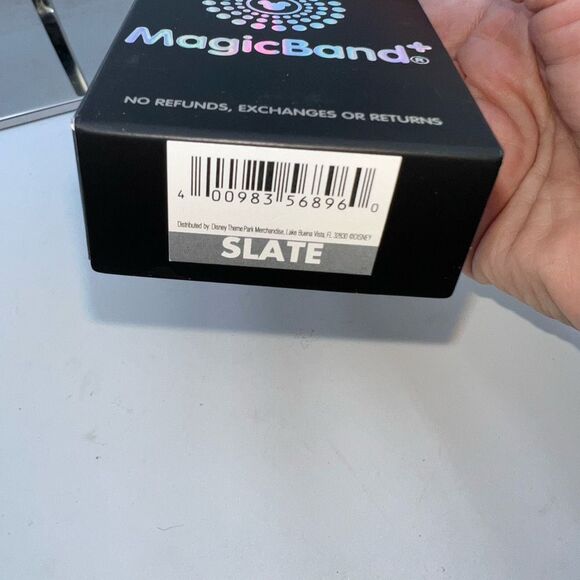 MagicBand+®
NO REFUNDS, EXCHANGES OR RETURNS
4 00983 56896 0
Distributed by: Disney Theme Park Merchandise, Lake Buena Vista, FL 32830 ©DISNEY
SLATE